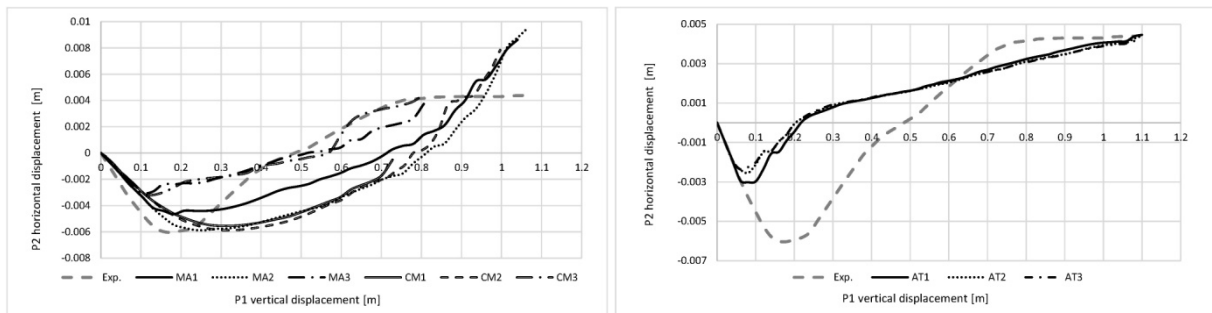 0.01
0.008
0.006
0.004
0.002
0
-0.002
-0.004
-0.006
-0.008
P2 horizontal displacement [m]
0 0.1 0.2 0.3 0.4 0.5 0.6 0.7 0.8 0.9 1 1.1 1.2
Exp. MA1 MA2 MA3 CM1 CM2 CM3
P1 vertical displacement [m]
0.005
0.003
0.001
-0.001
-0.003
-0.005
-0.007
P2 horizontal displacement [m]
0 0.1 0.2 0.3 0.4 0.5 0.6 0.7 0.8 0.9 1 1.1 1.2
Exp. AT1 AT2 AT3
P1 vertical displacement [m]